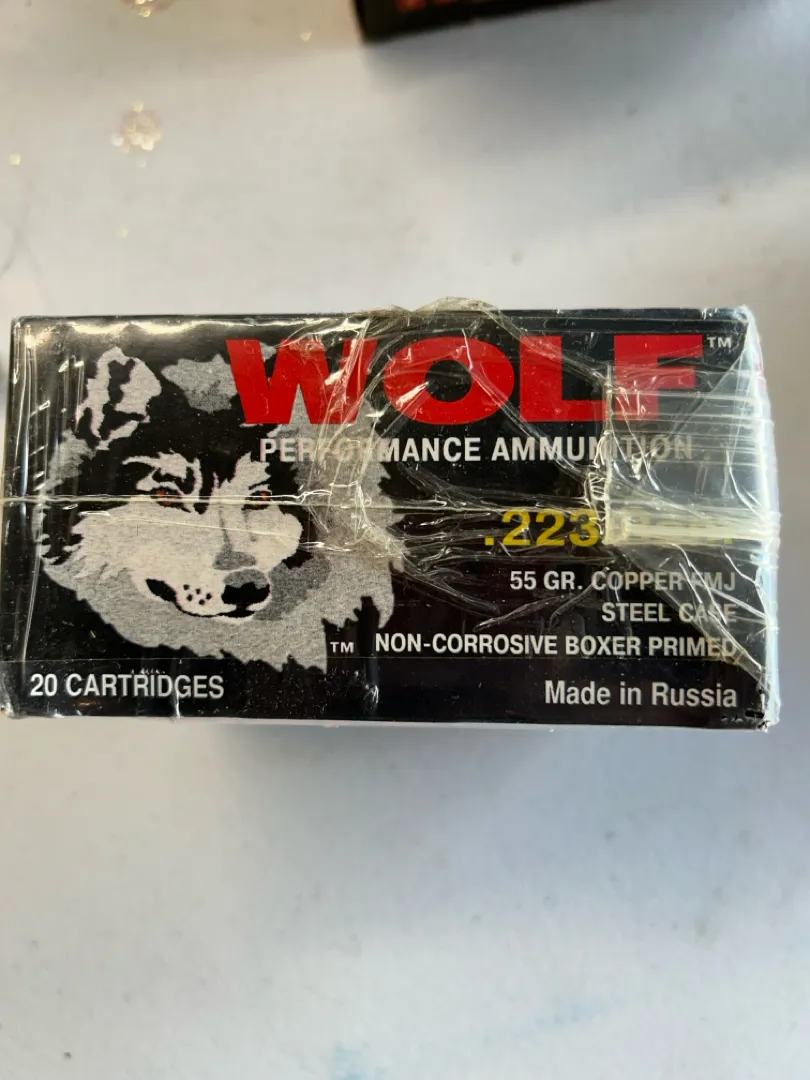 WOLF™
PERFORMANCE AMMUNITION
.223
55 GR. COPPER FMJ
STEEL CASE
™ NON-CORROSIVE BOXER PRIMED
20 CARTRIDGES
Made in Russia